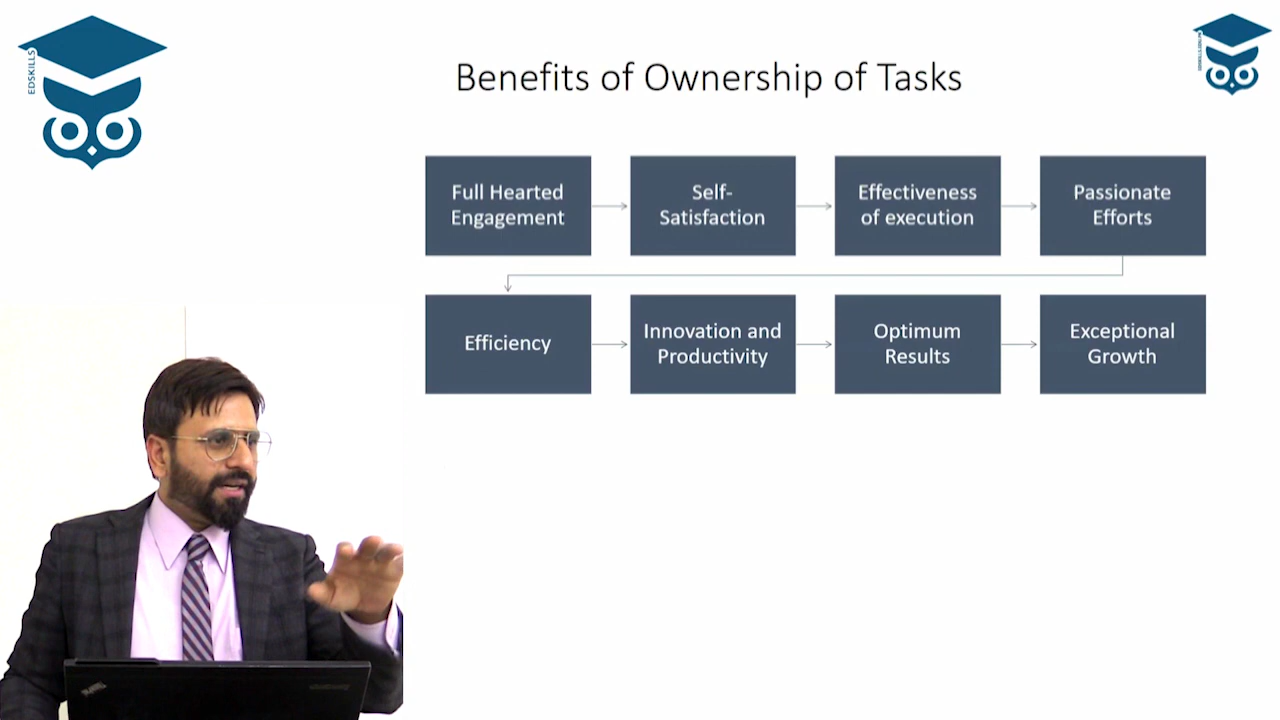 EDSKILLS
Benefits of Ownership of Tasks
Full Hearted
Engagement
Self-
Satisfaction
Effectiveness
of execution
Passionate
Efforts
Efficiency
Innovation and
Productivity
Optimum
Results
Exceptional
Growth